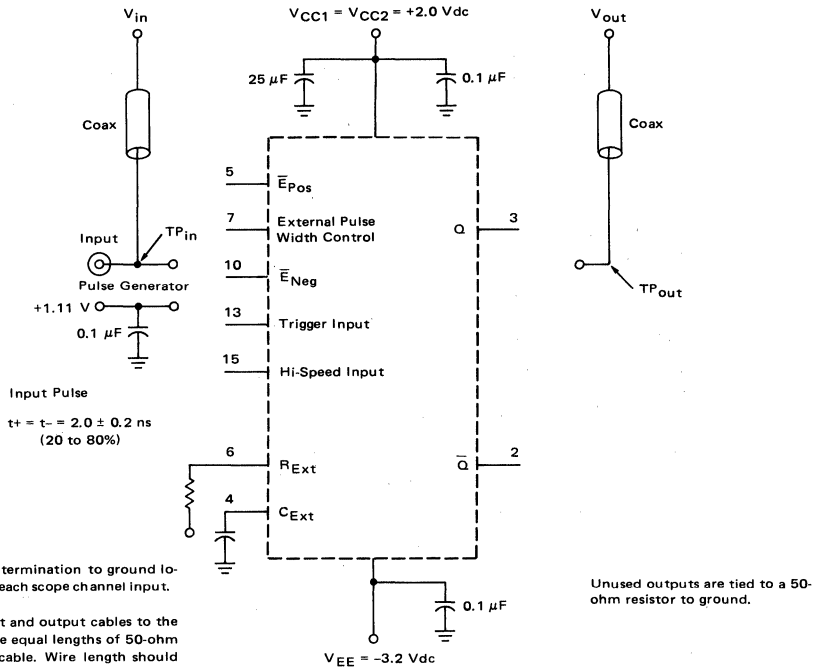 Vin
VCC1 = VCC2 = +2.0 Vdc
Vout
25 µF
0.1 µF
Coax
Coax
5
E̅Pos
7
External Pulse
Width Control
Q
3
Input
TPin
Pulse Generator
10
E̅Neg
TPout
+1.11 V
0.1 µF
13
Trigger Input
15
Hi-Speed Input
Input Pulse
t+ = t- = 2.0 ± 0.2 ns
(20 to 80%)
6
RExt
Q̅
2
4
CExt
termination to ground lo-
each scope channel input.
t and output cables to the
e equal lengths of 50-ohm
cable. Wire length should
0.1 µF
VEE = -3.2 Vdc
Unused outputs are tied to a 50-
ohm resistor to ground.